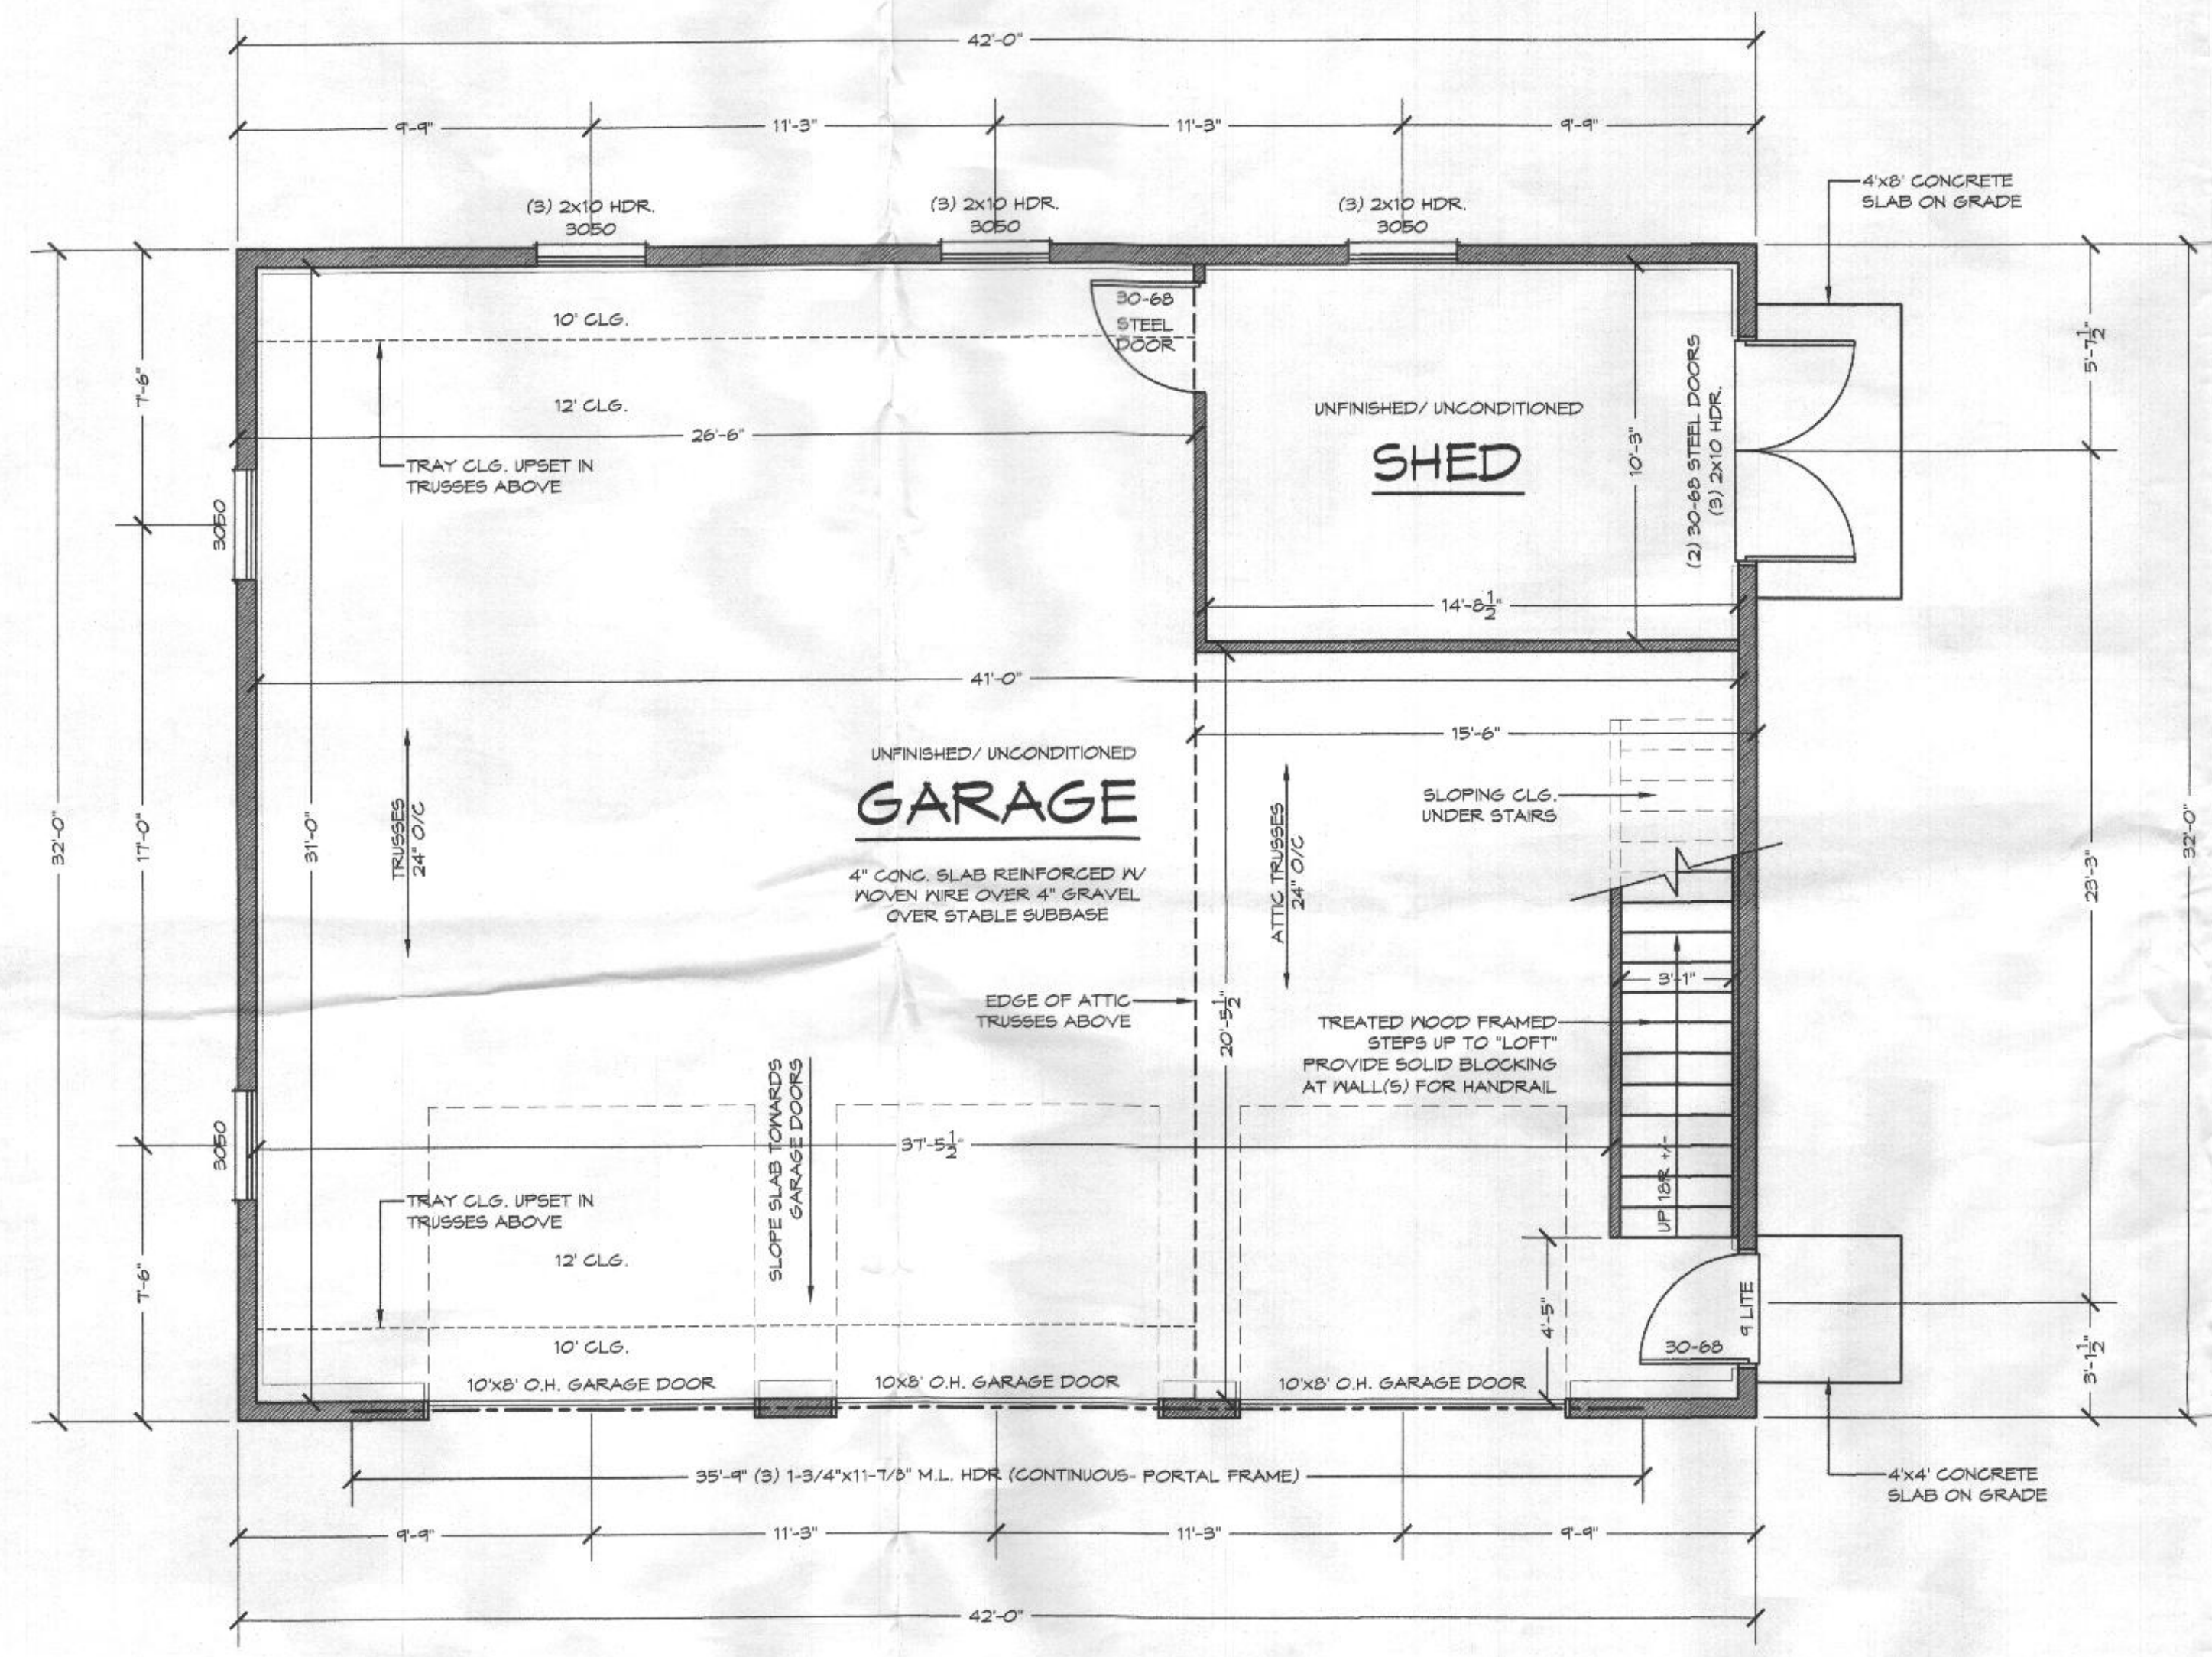 42'-0"
9'-9"
11'-3"
11'-3"
9'-9"
4'x8' CONCRETE
SLAB ON GRADE
(3) 2x10 HDR.
3050
(3) 2x10 HDR.
3050
(3) 2x10 HDR.
3050
10' CLG.
12' CLG.
26'-6"
TRAY CLG. UPSET IN
TRUSSES ABOVE
30-68
STEEL
DOOR
UNFINISHED/ UNCONDITIONED
SHED
10'-3"
14'-8 1/2"
(2) 30-68 STEEL DOORS
(3) 2x10 HDR.
5'-7 1/2"
7'-6"
3050
41'-0"
15'-6"
32'-0"
17'-0"
31'-0"
TRUSSES
24" O/C
UNFINISHED/ UNCONDITIONED
GARAGE
4" CONC. SLAB REINFORCED W/
WOVEN WIRE OVER 4" GRAVEL
OVER STABLE SUBBASE
ATTIC TRUSSES
24" O/C
SLOPING CLG.
UNDER STAIRS
23'-3"
32'-0"
3'-1"
EDGE OF ATTIC
TRUSSES ABOVE
20'-5 1/2"
TREATED WOOD FRAMED
STEPS UP TO "LOFT"
PROVIDE SOLID BLOCKING
AT WALL(S) FOR HANDRAIL
SLOPE SLAB TOWARDS
GARAGE DOORS
3050
37'-5 1/2"
UP 18R +/-
TRAY CLG. UPSET IN
TRUSSES ABOVE
12' CLG.
10' CLG.
7'-6"
4'-5"
9 LITE
30-68
3'-1 1/2"
10'x8' O.H. GARAGE DOOR
10x8' O.H. GARAGE DOOR
10'x8' O.H. GARAGE DOOR
35'-9" (3) 1-3/4"x11-7/8" M.L. HDR (CONTINUOUS- PORTAL FRAME)
4'x4' CONCRETE
SLAB ON GRADE
9'-9"
11'-3"
11'-3"
9'-9"
42'-0"